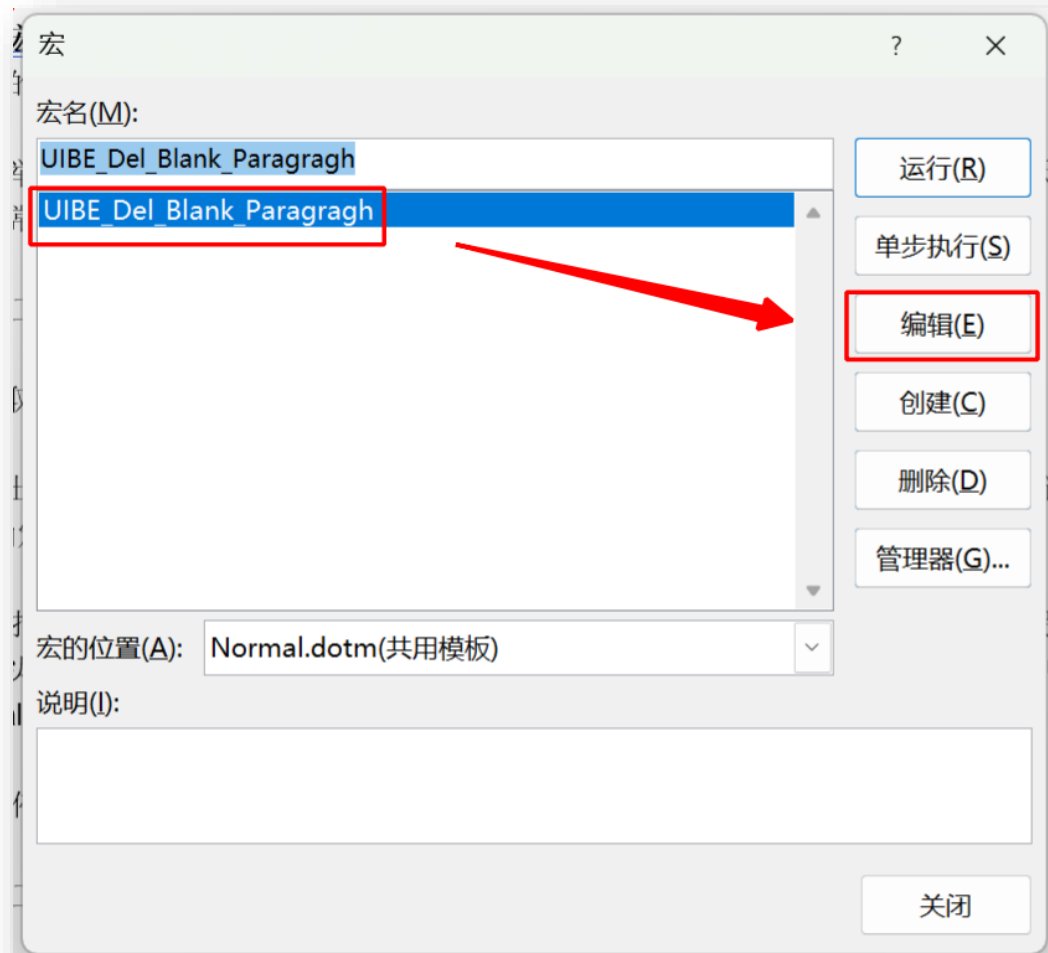 宏
?
宏名(M):
UIBE_Del_Blank_Paragragh
运行(R)
UIBE_Del_Blank_Paragragh
单步执行(S)
编辑(E)
创建(C)
删除(D)
管理器(G)...
宏的位置(A):
Normal.dotm(共用模板)
说明(I):
关闭